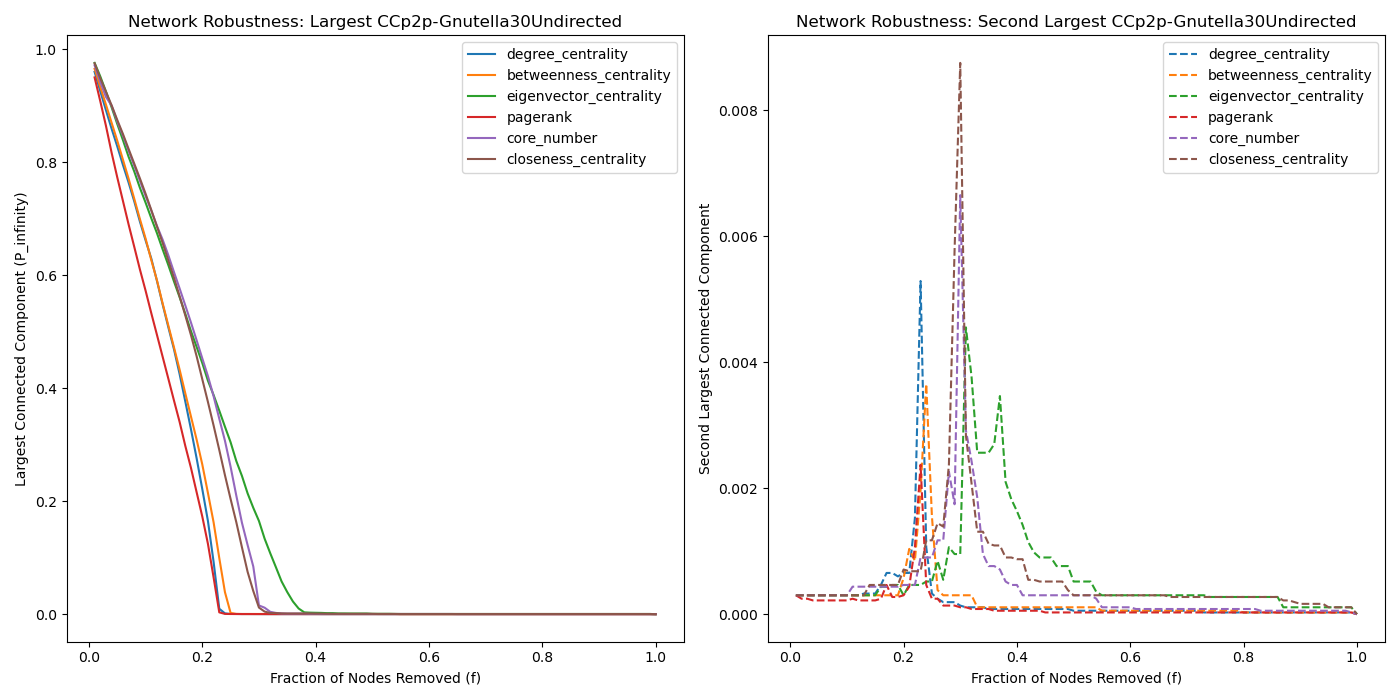 Network Robustness: Largest CCp2p-Gnutella30Undirected
Largest Connected Component (P_infinity)
1.0
0.8
0.6
0.4
0.2
0.0
degree_centrality
betweenness_centrality
eigenvector_centrality
pagerank
core_number
closeness_centrality
0.0 0.2 0.4 0.6 0.8 1.0
Fraction of Nodes Removed (f)
Network Robustness: Second Largest CCp2p-Gnutella30Undirected
Second Largest Connected Component
0.008
0.006
0.004
0.002
0.000
degree_centrality
betweenness_centrality
eigenvector_centrality
pagerank
core_number
closeness_centrality
0.0 0.2 0.4 0.6 0.8 1.0
Fraction of Nodes Removed (f)